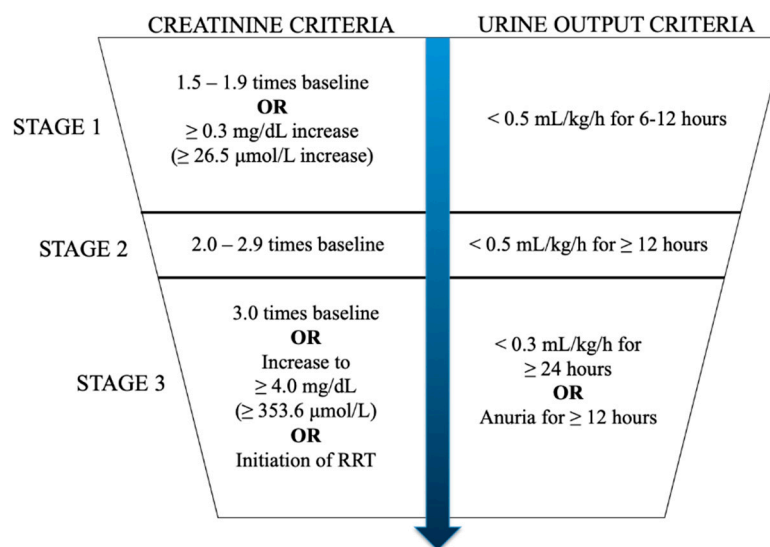 CREATININE CRITERIA
URINE OUTPUT CRITERIA
STAGE 1
1.5 – 1.9 times baseline
OR
≥ 0.3 mg/dL increase
(≥ 26.5 μmol/L increase)
< 0.5 mL/kg/h for 6-12 hours
STAGE 2
2.0 – 2.9 times baseline
< 0.5 mL/kg/h for ≥ 12 hours
STAGE 3
3.0 times baseline
OR
Increase to
≥ 4.0 mg/dL
(≥ 353.6 μmol/L)
OR
Initiation of RRT
< 0.3 mL/kg/h for
≥ 24 hours
OR
Anuria for ≥ 12 hours